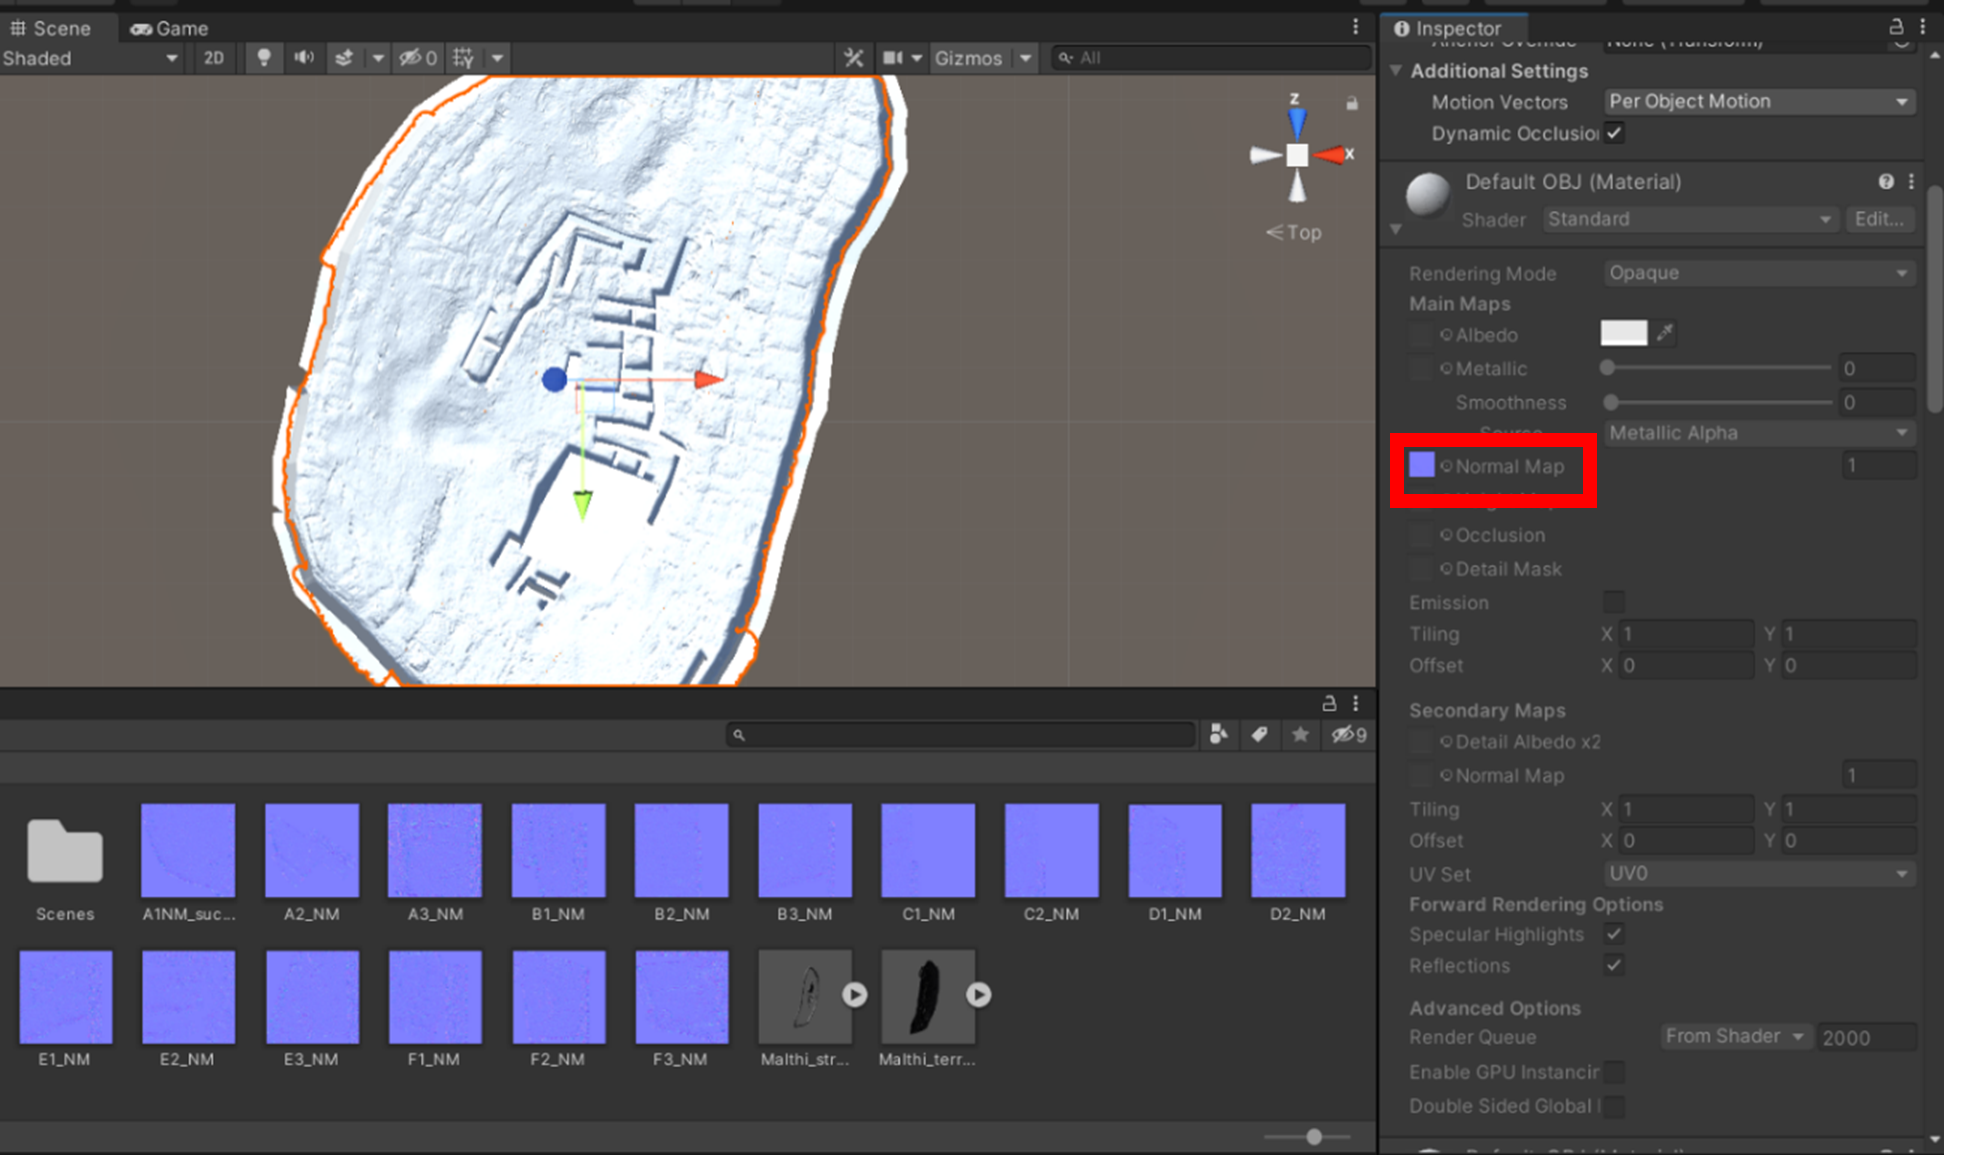 Scene Game
Shaded 2D 0 Gizmos All
z
x
Top
Inspector
Additional Settings
Motion Vectors Per Object Motion
Dynamic Occlusio
Default OBJ (Material)
Shader Standard Edit...
Rendering Mode Opaque
Main Maps
Albedo
Metallic 0
Smoothness 0
Source Metallic Alpha
Normal Map 1
Occlusion
Detail Mask
Emission
Tiling X 1 Y 1
Offset X 0 Y 0
Secondary Maps
Detail Albedo x2
Normal Map 1
Tiling X 1 Y 1
Offset X 0 Y 0
UV Set UV0
Forward Rendering Options
Specular Highlights
Reflections
Advanced Options
Render Queue From Shader 2000
Enable GPU Instancin
Double Sided Global
9
Scenes A1NM_suc... A2_NM A3_NM B1_NM B2_NM B3_NM C1_NM C2_NM D1_NM D2_NM
E1_NM E2_NM E3_NM F1_NM F2_NM F3_NM Malthi_str... Malthi_terr...